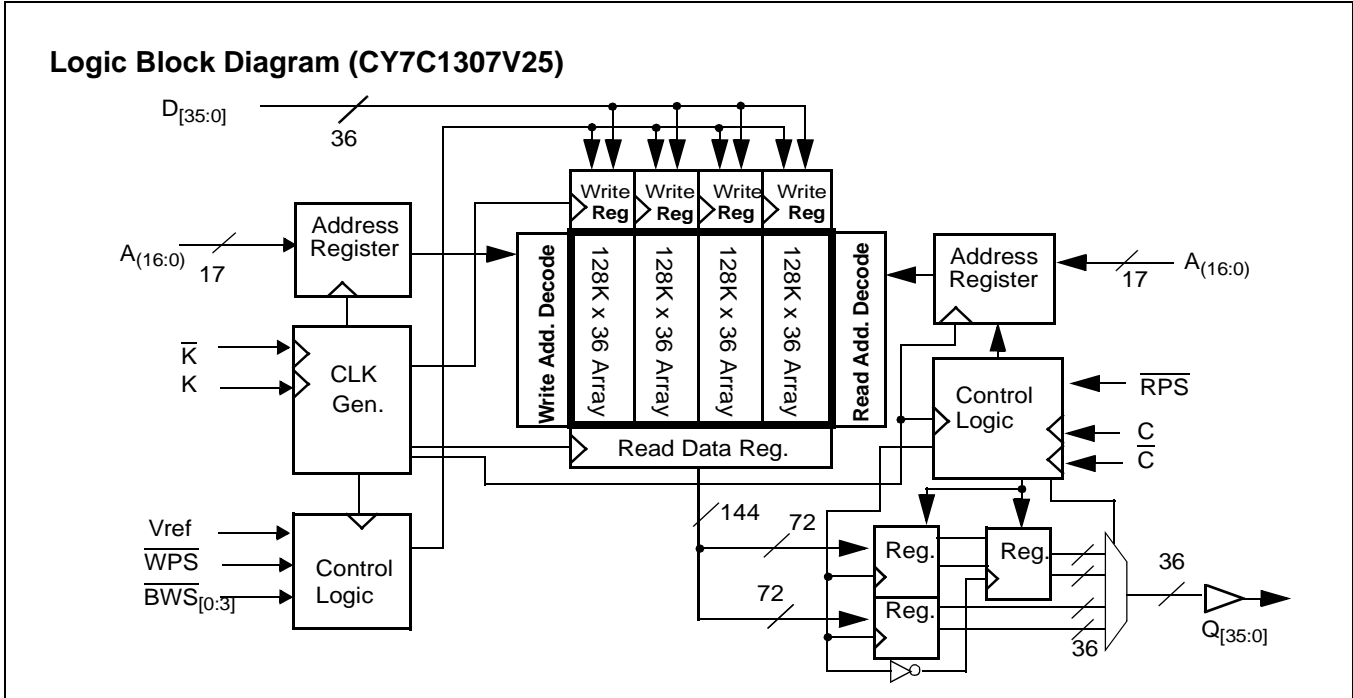 Logic Block Diagram (CY7C1307V25)
D[35:0]
36
Write Reg
Write Reg
Write Reg
Write Reg
Address
Register
A(16:0)
17
Write Add. Decode
128K x 36 Array
128K x 36 Array
128K x 36 Array
128K x 36 Array
Read Add. Decode
Address
Register
A(16:0)
17
K̅
K
CLK
Gen.
Control
Logic
R̅P̅S̅
C
C̅
Read Data Reg.
Vref
W̅P̅S̅
B̅W̅S̅[0:3]
Control
Logic
144
72
72
Reg.
Reg.
Reg.
36
36
Q[35:0]